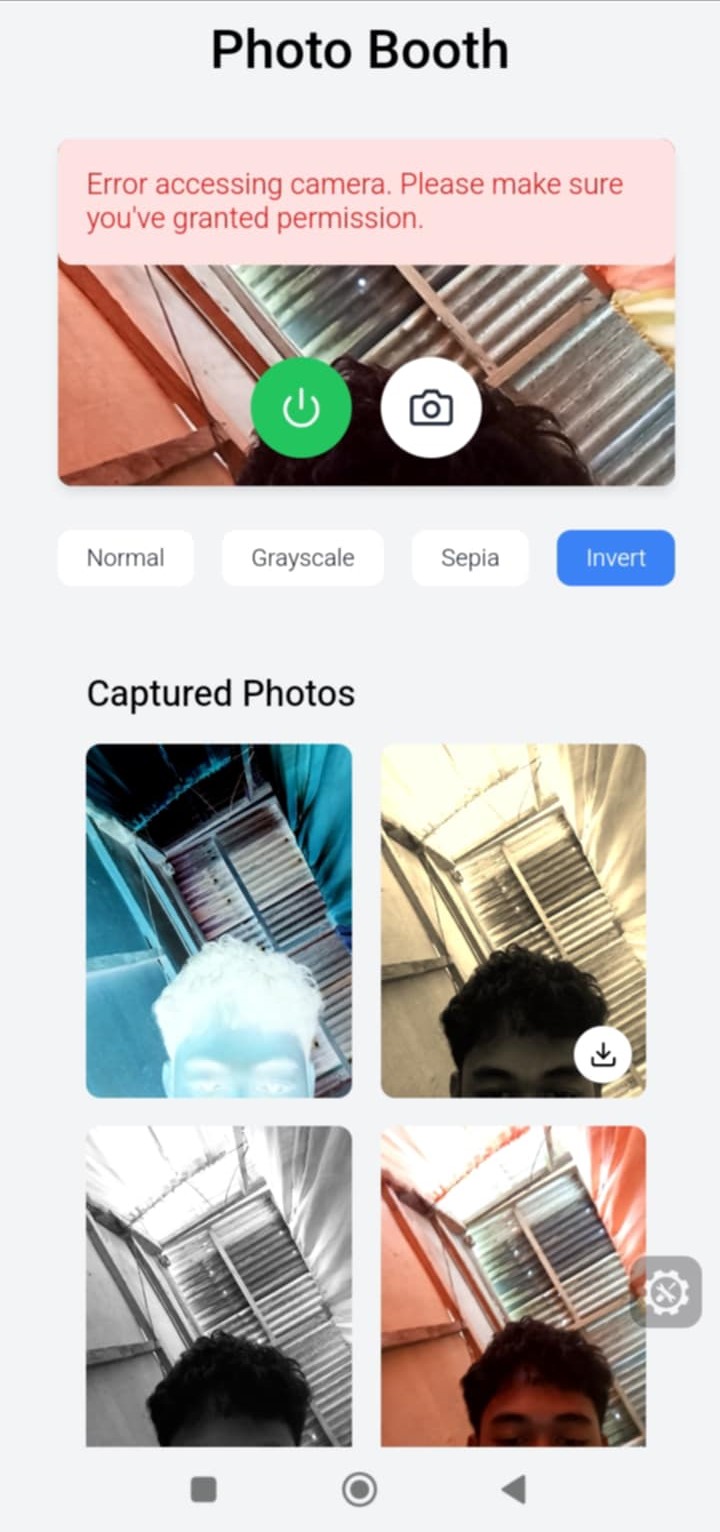 Photo Booth
Error accessing camera. Please make sure
you've granted permission.
Normal
Grayscale
Sepia
Invert
Captured Photos